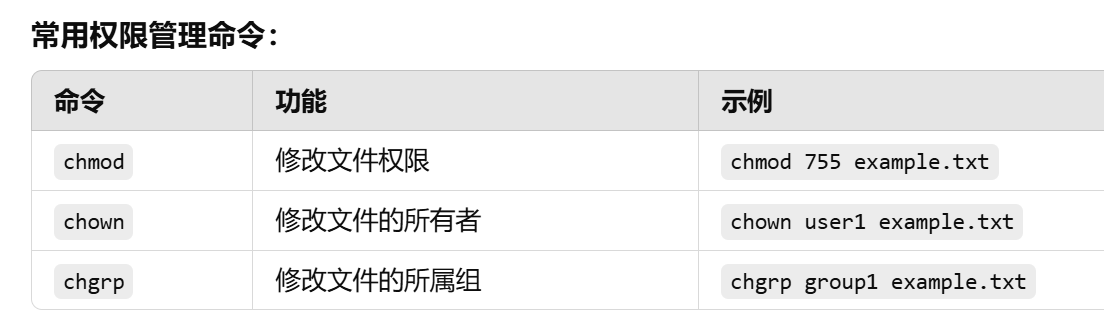 常用权限管理命令：
命令 功能 示例
chmod 修改文件权限 chmod 755 example.txt
chown 修改文件的所有者 chown user1 example.txt
chgrp 修改文件的所属组 chgrp group1 example.txt